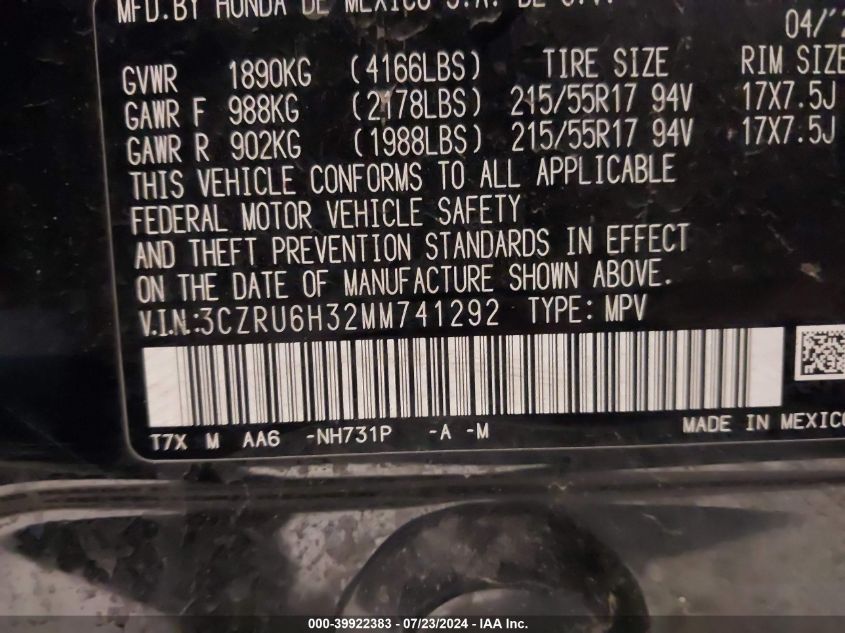 MFD.BY HONDA DE MEXICO S.A. DE C.V.
04/
GVWR 1890KG (4166LBS) TIRE SIZE RIM SIZE
GAWR F 988KG (2178LBS) 215/55R17 94V 17X7.5J
GAWR R 902KG (1988LBS) 215/55R17 94V 17X7.5J
THIS VEHICLE CONFORMS TO ALL APPLICABLE
FEDERAL MOTOR VEHICLE SAFETY
AND THEFT PREVENTION STANDARDS IN EFFECT
ON THE DATE OF MANUFACTURE SHOWN ABOVE.
V.I.N.:3CZRU6H32MM741292 TYPE: MPV
T7X M AA6 -NH731P -A -M MADE IN MEXICO
000-39922383 / 07/23/2024 - IAA Inc.